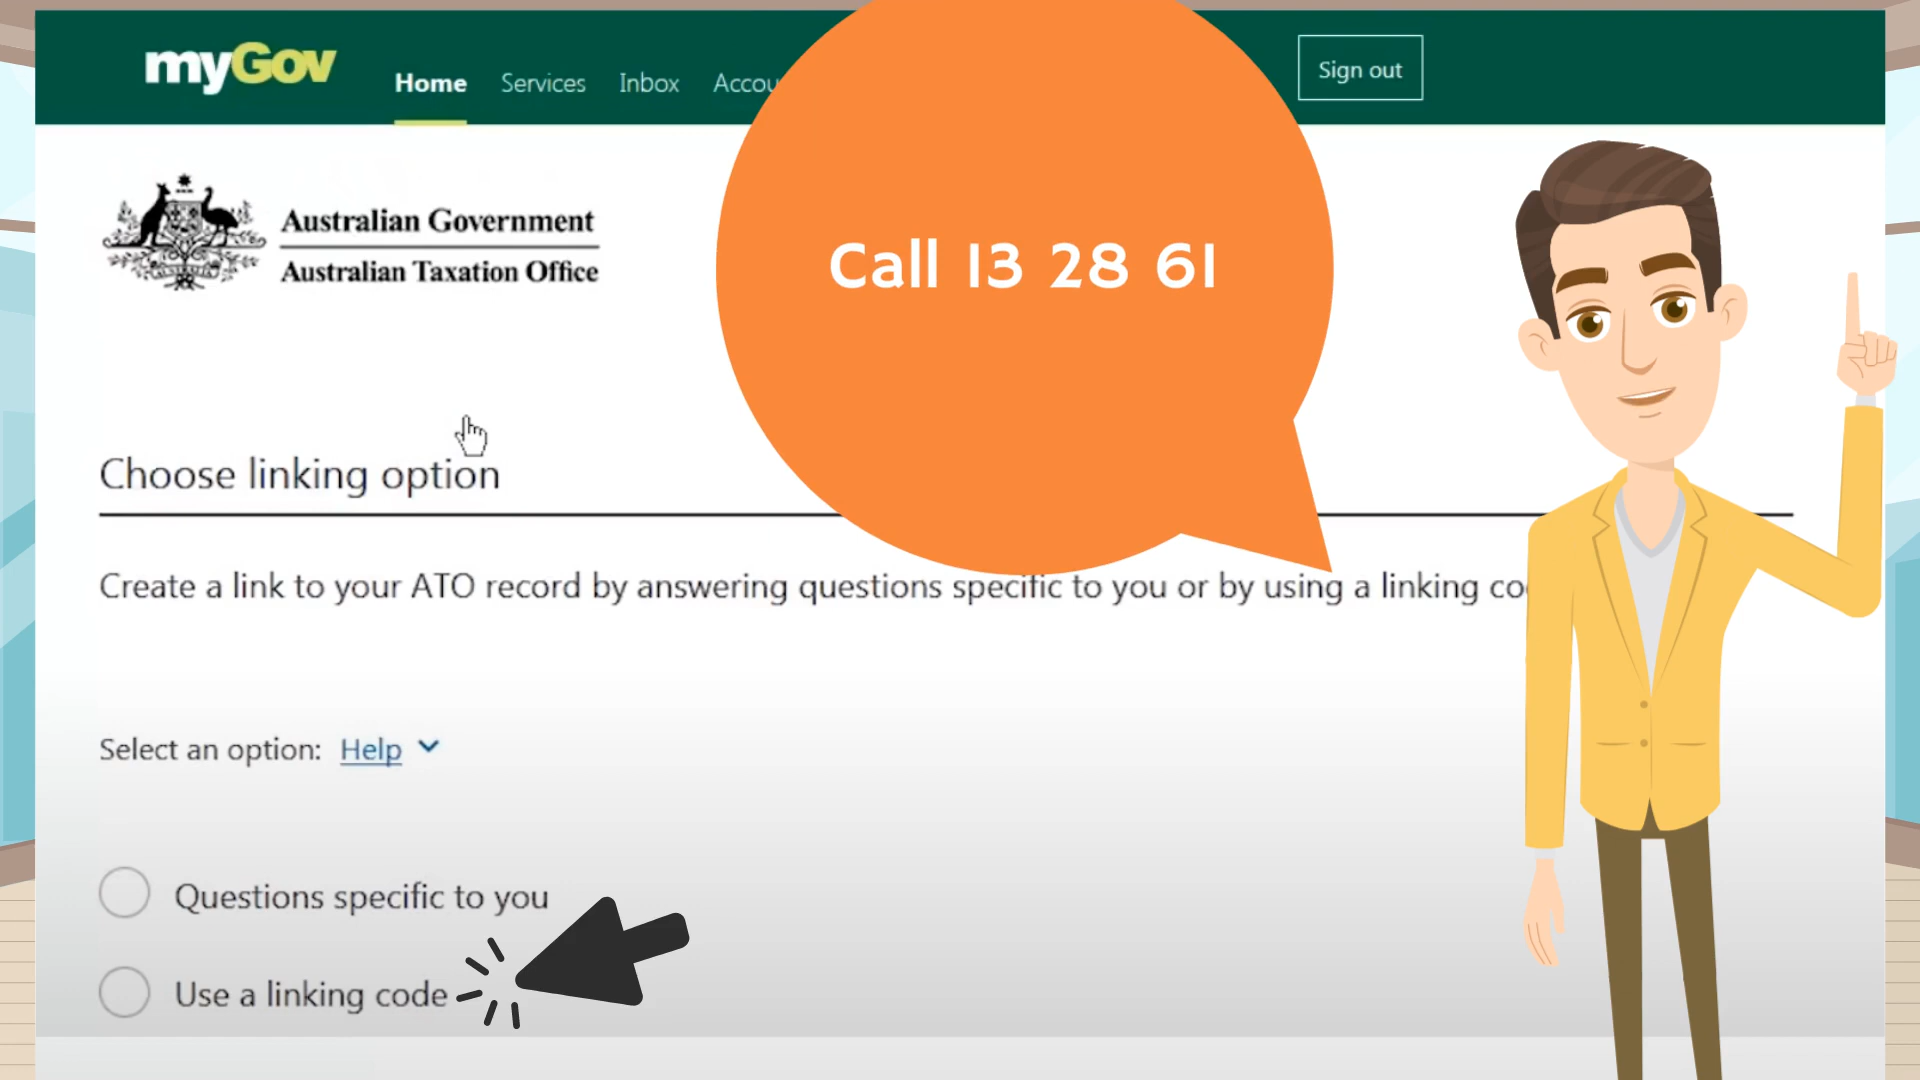 myGov
Home Services Inbox Accou
Sign out
Call 13 28 61
Australian Government
Australian Taxation Office
Choose linking option
Create a link to your ATO record by answering questions specific to you or by using a linking co
Select an option: Help
Questions specific to you
Use a linking code